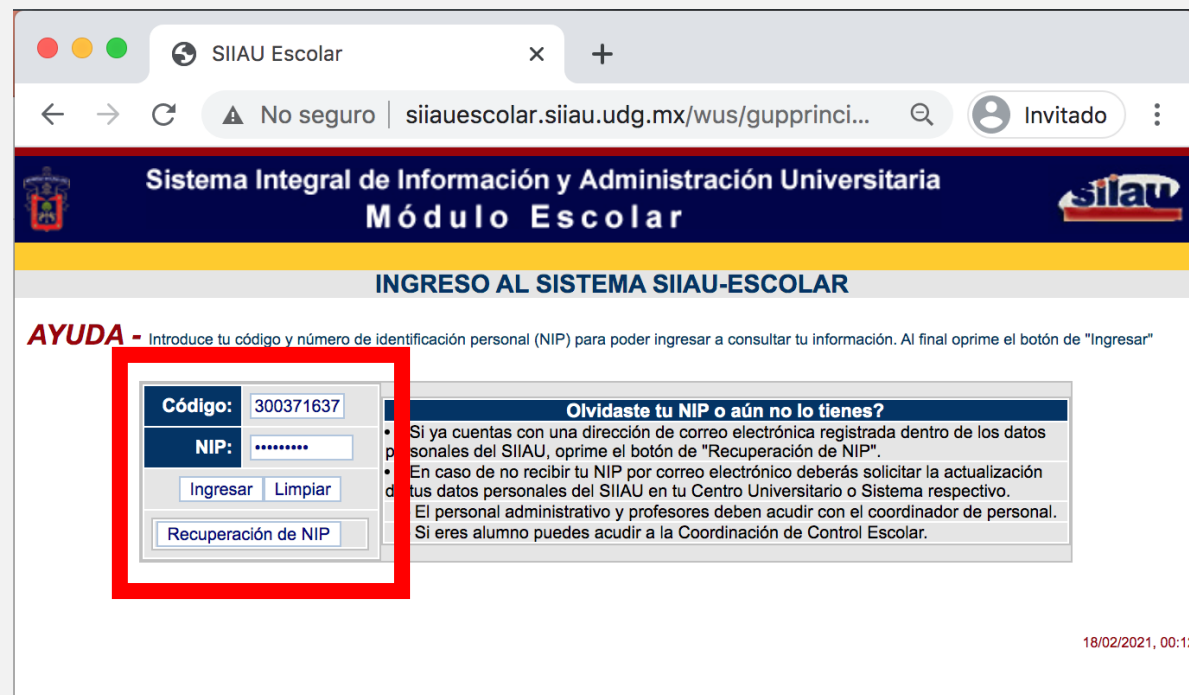 SIIAU Escolar
No seguro siiauescolar.siiau.udg.mx/wus/gupprinci... Invitado
Sistema Integral de Información y Administración Universitaria
Módulo Escolar
siiau
INGRESO AL SISTEMA SIIAU-ESCOLAR
AYUDA - Introduce tu código y número de identificación personal (NIP) para poder ingresar a consultar tu información. Al final oprime el botón de "Ingresar"
Código: 300371637
NIP: •••••••••
Ingresar Limpiar
Recuperación de NIP
Olvidaste tu NIP o aún no lo tienes?
• Si ya cuentas con una dirección de correo electrónica registrada dentro de los datos
personales del SIIAU, oprime el botón de "Recuperación de NIP".
• En caso de no recibir tu NIP por correo electrónico deberás solicitar la actualización
de tus datos personales del SIIAU en tu Centro Universitario o Sistema respectivo.
El personal administrativo y profesores deben acudir con el coordinador de personal.
Si eres alumno puedes acudir a la Coordinación de Control Escolar.
18/02/2021, 00:12